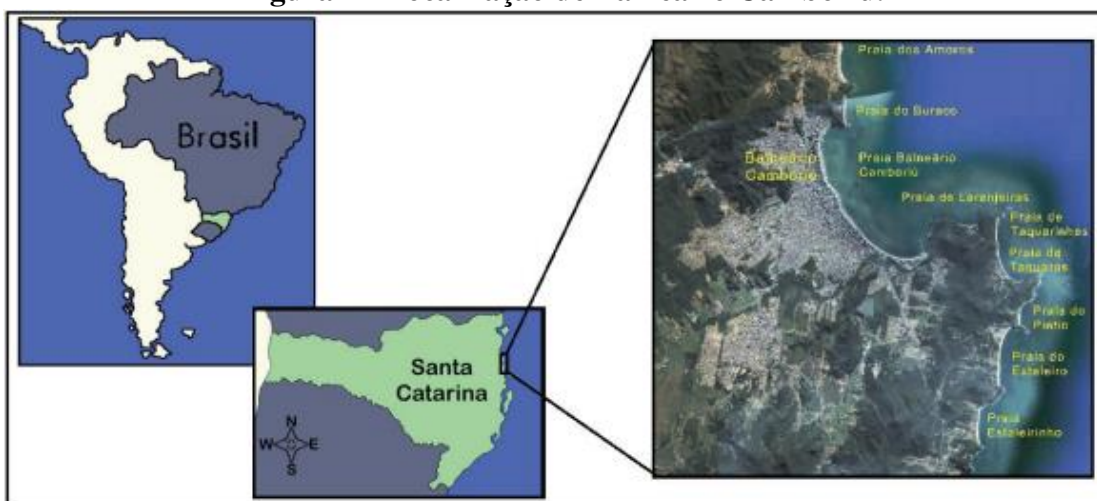 Brasil
Santa
Catarina
N
W
E
S
Praia dos Amores
Praia do Buraco
Balneário
Camboriú
Praia Balneário
Camboriú
Praia de Laranjeiras
Praia de
Taquarinhas
Praia de
Taquaras
Praia do
Pinho
Praia do
Estaleiro
Praia
Estaleirinho